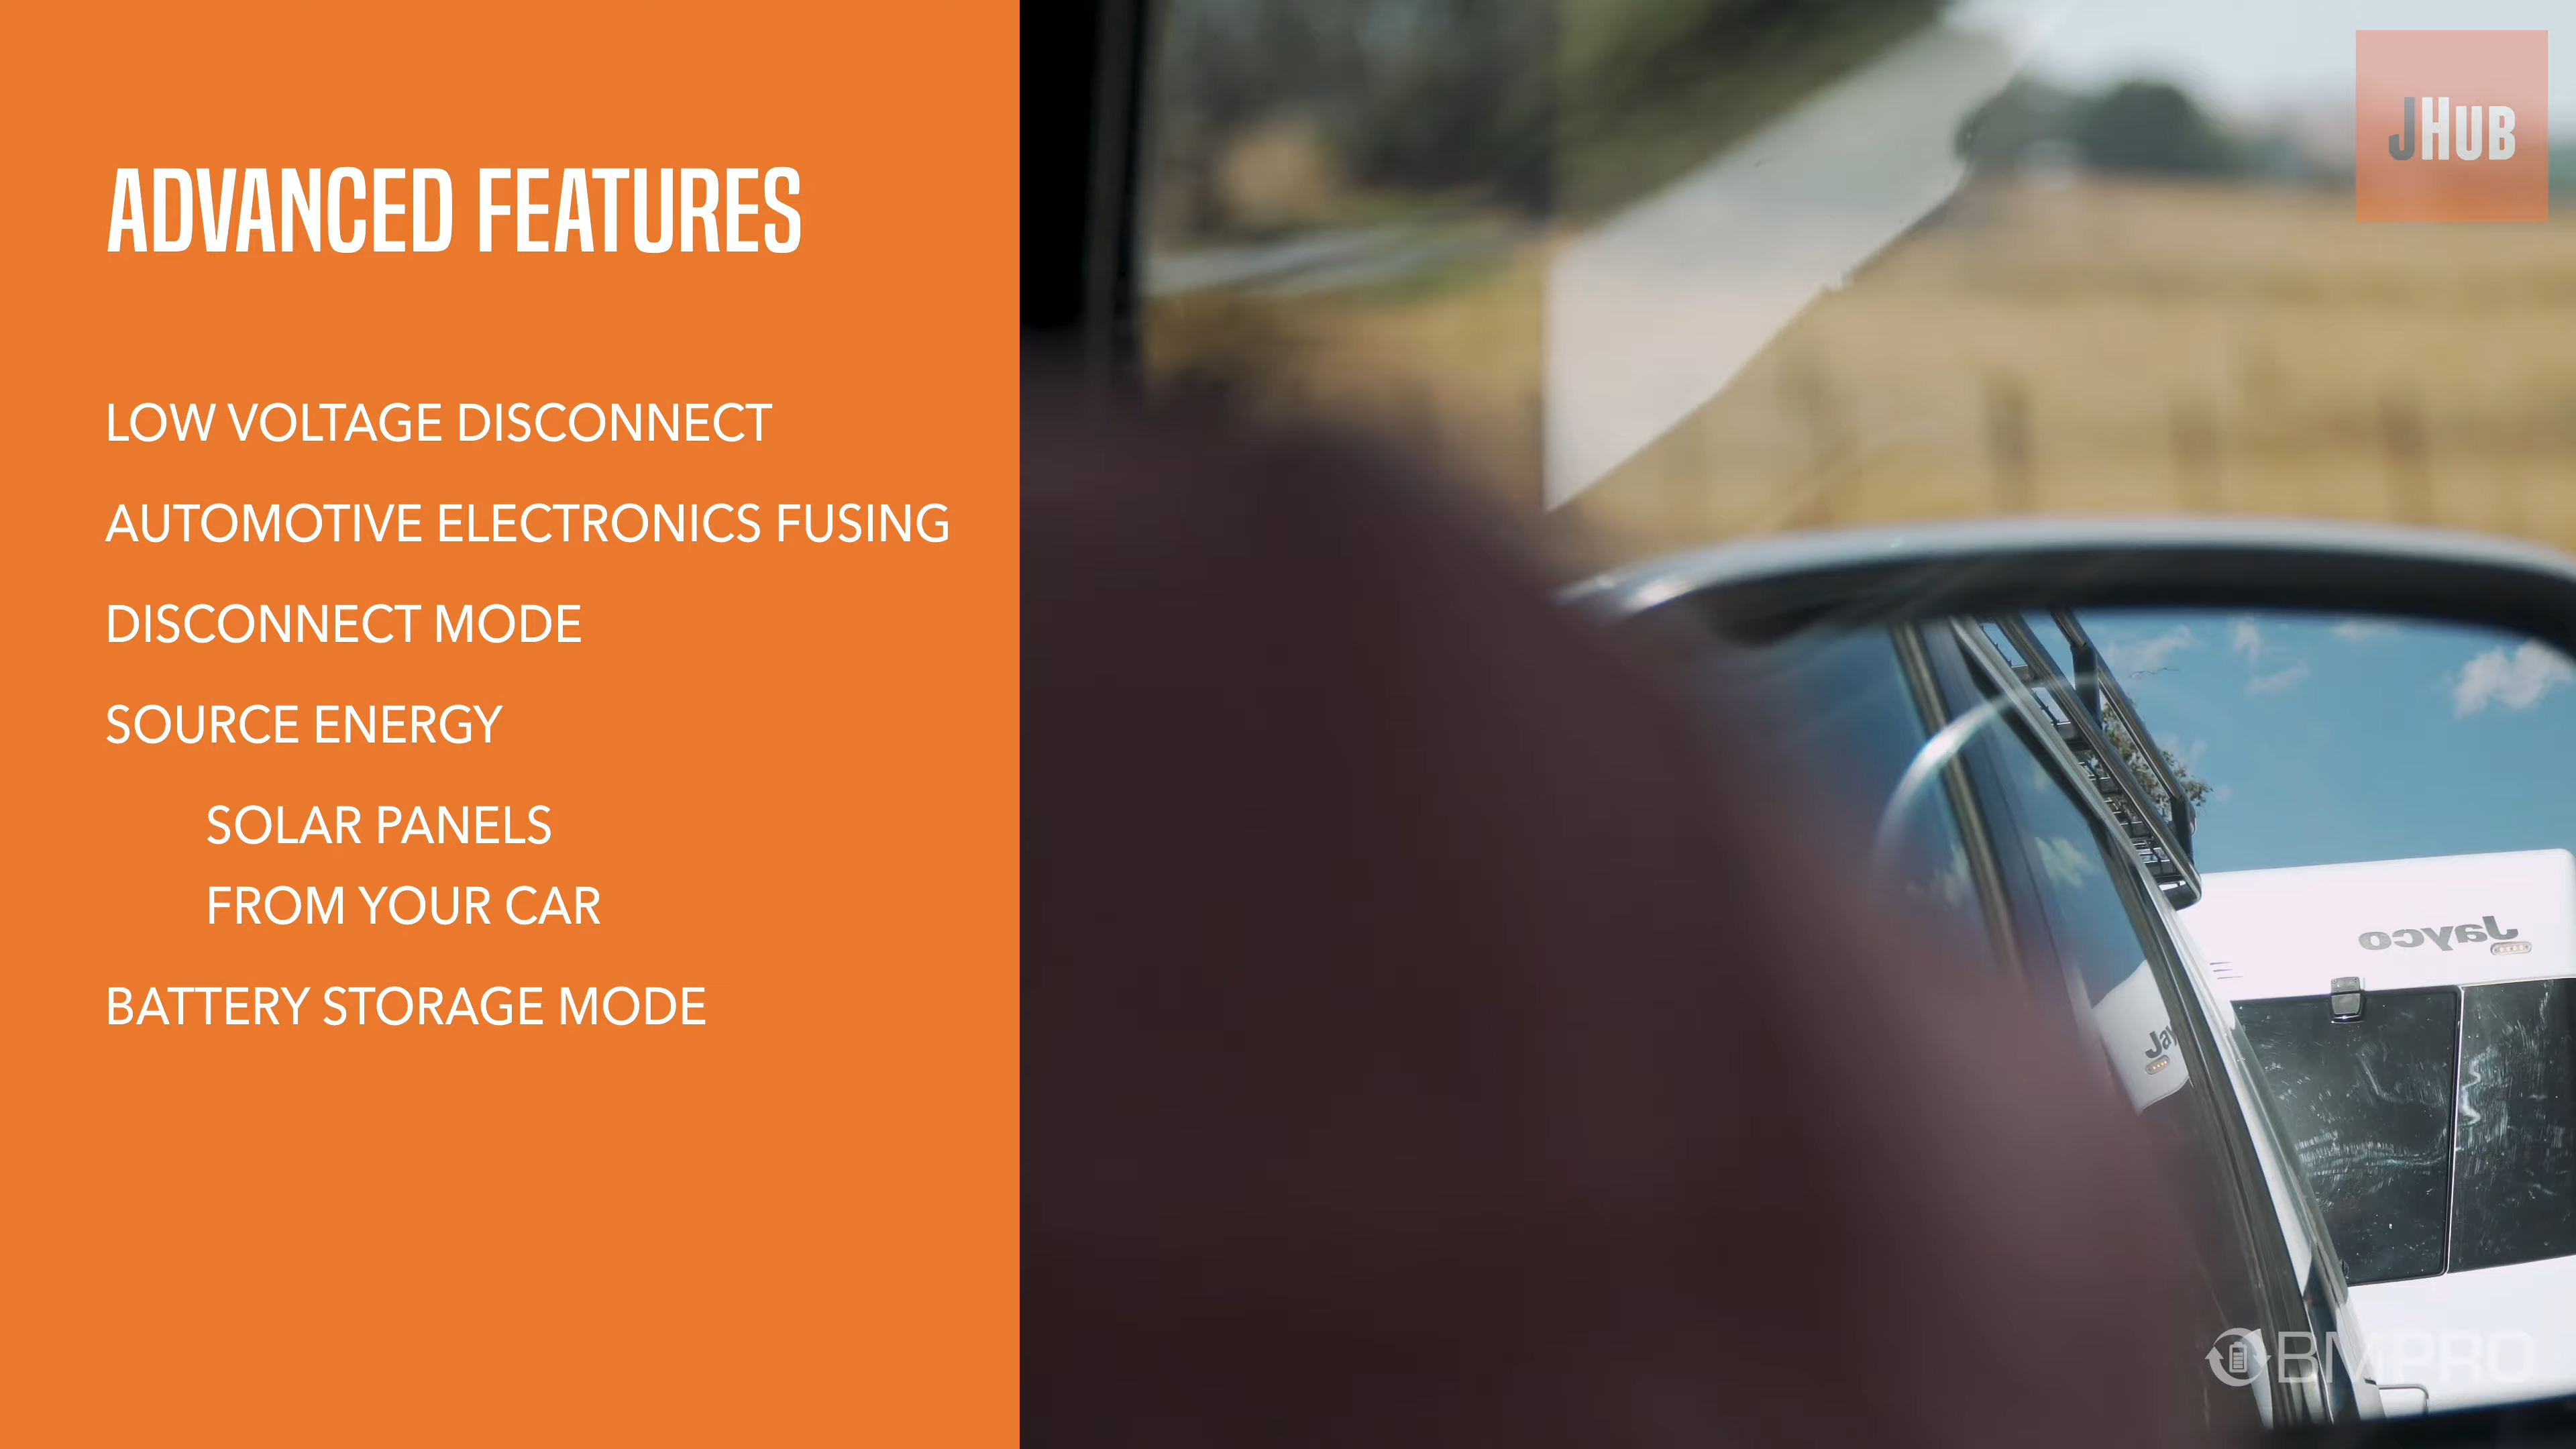 ADVANCED FEATURES
LOW VOLTAGE DISCONNECT
AUTOMOTIVE ELECTRONICS FUSING
DISCONNECT MODE
SOURCE ENERGY
SOLAR PANELS
FROM YOUR CAR
BATTERY STORAGE MODE
JHUB
Jayco
Jay
BMPRO